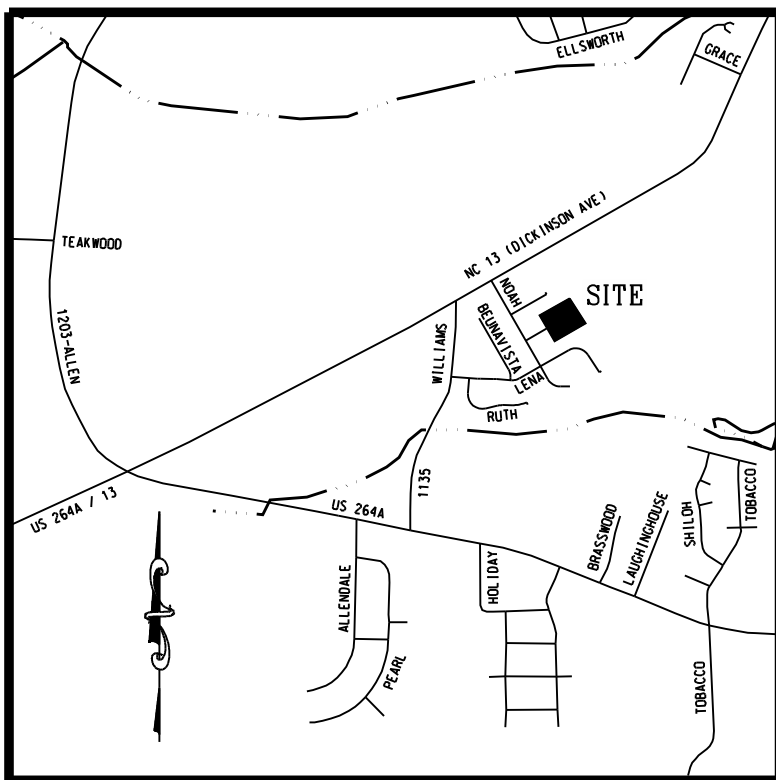 ELLSWORTH
GRACE
TEAKWOOD
NC 13 (DICKINSON AVE)
NOAH
SITE
BEUNAVISTA
1203-ALLEN
WILLIAMS
LENA
RUTH
US 264A / 13
1135
US 264A
BRASSWOOD
LAUGHINGHOUSE
SHILOH
TOBACCO
ALLENDALE
HOLIDAY
PEARL
TOBACCO